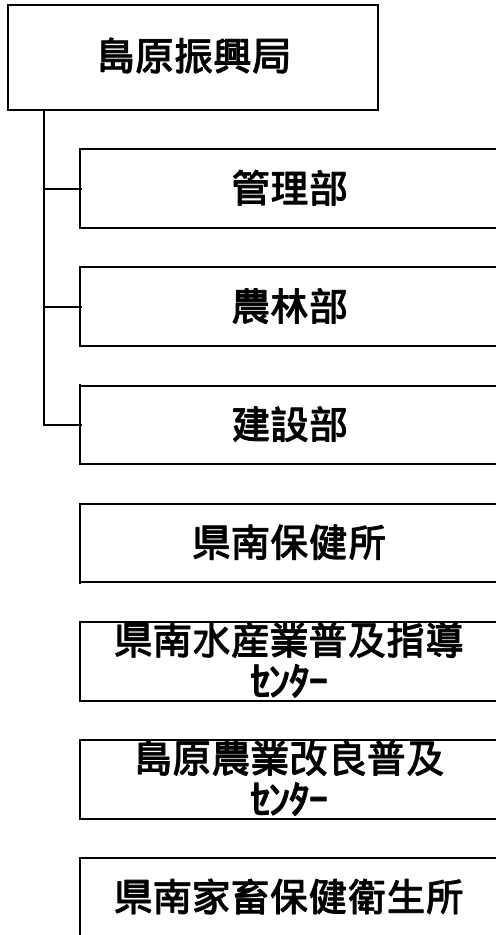 島原振興局
管理部
農林部
建設部
県南保健所
県南水産業普及指導
ｾﾝﾀｰ
島原農業改良普及
ｾﾝﾀｰ
県南家畜保健衛生所